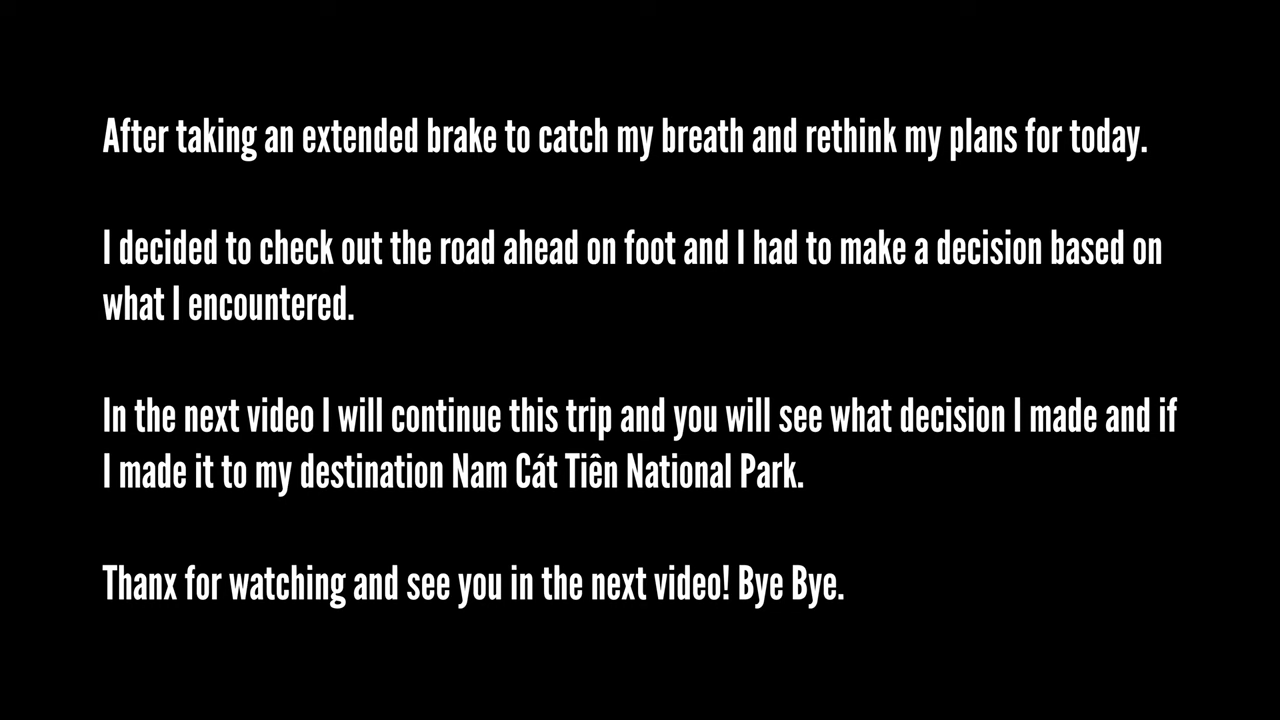 After taking an extended brake to catch my breath and rethink my plans for today.
I decided to check out the road ahead on foot and I had to make a decision based on
what I encountered.
In the next video I will continue this trip and you will see what decision I made and if
I made it to my destination Nam Cát Tiên National Park.
Thanx for watching and see you in the next video! Bye Bye.